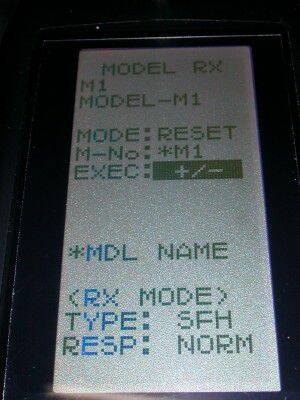 MODEL RX
M1
MODEL-M1
MODE:RESET
M-No:*M1
EXEC: +/-
*MDL NAME
<RX MODE>
TYPE: SFH
RESP: NORM